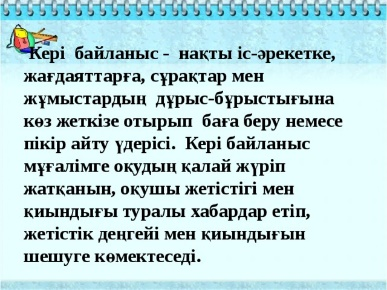 Кері байланыс - нақты іс-әрекетке,
жағдаяттарға, сұрақтар мен
жұмыстардың дұрыс-бұрыстығына
көз жеткізе отырып баға беру немесе
пікір айту үдерісі. Кері байланыс
мұғалімге оқудың қалай жүріп
жатқанын, оқушы жетістігі мен
қиындығы туралы хабардар етіп,
жетістік деңгейі мен қиындығын
шешуге көмектеседі.